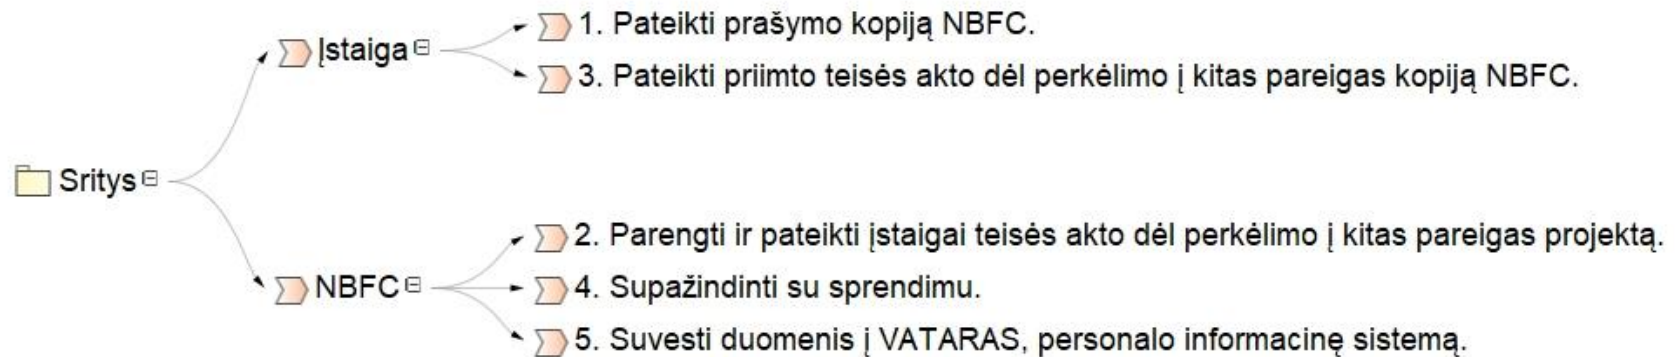 Sritys
Įstaiga
1. Pateikti prašymo kopiją NBFC.
3. Pateikti priimto teisės akto dėl perkėlimo į kitas pareigas kopiją NBFC.
NBFC
2. Parengti ir pateikti įstaigai teisės akto dėl perkėlimo į kitas pareigas projektą.
4. Supažindinti su sprendimu.
5. Suvesti duomenis į VATARAS, personalo informacinę sistemą.